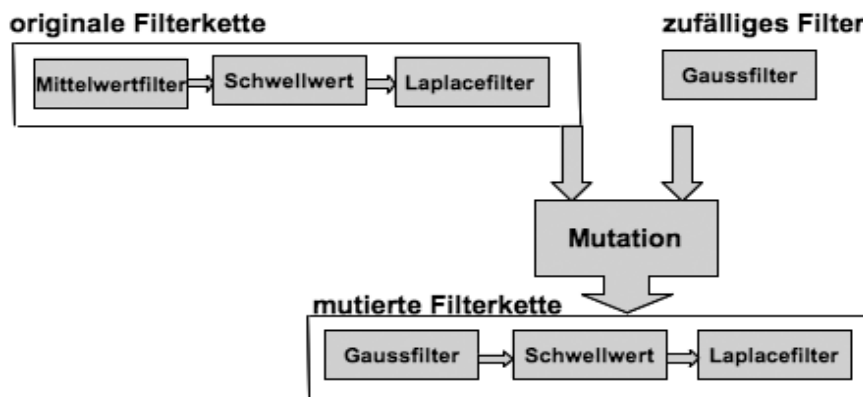 originale Filterkette
zufälliges Filter
Mittelwertfilter
Schwellwert
Laplacefilter
Gaussfilter
Mutation
mutierte Filterkette
Gaussfilter
Schwellwert
Laplacefilter